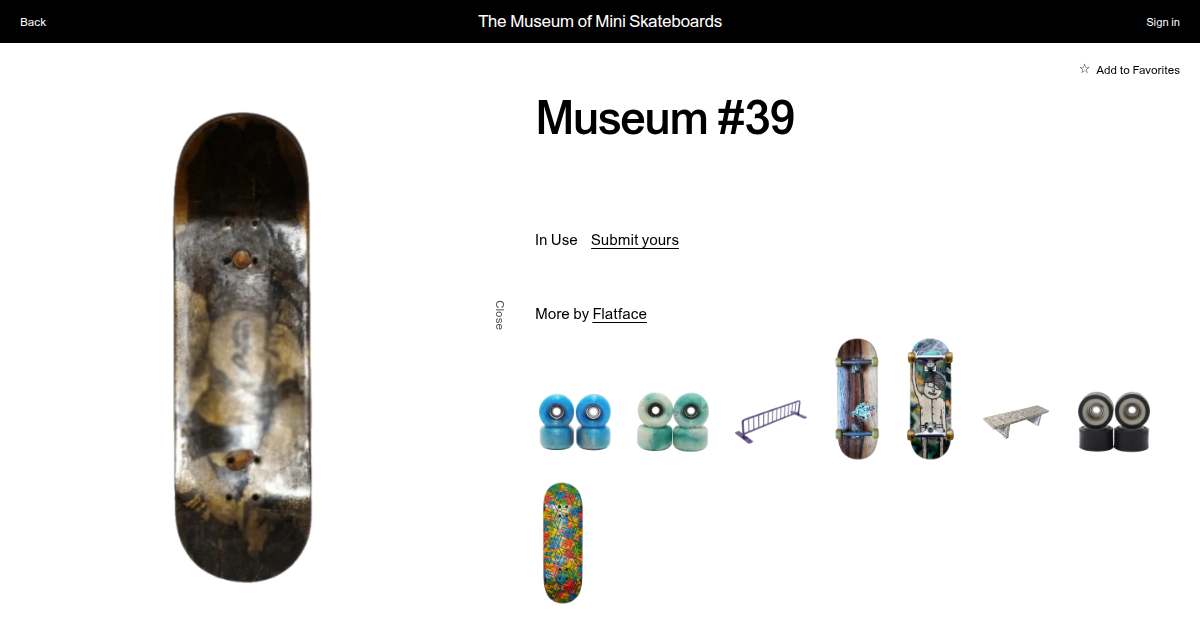 Back
The Museum of Mini Skateboards
Sign in
☆ Add to Favorites
Museum #39
In Use Submit yours
Close
More by Flatface